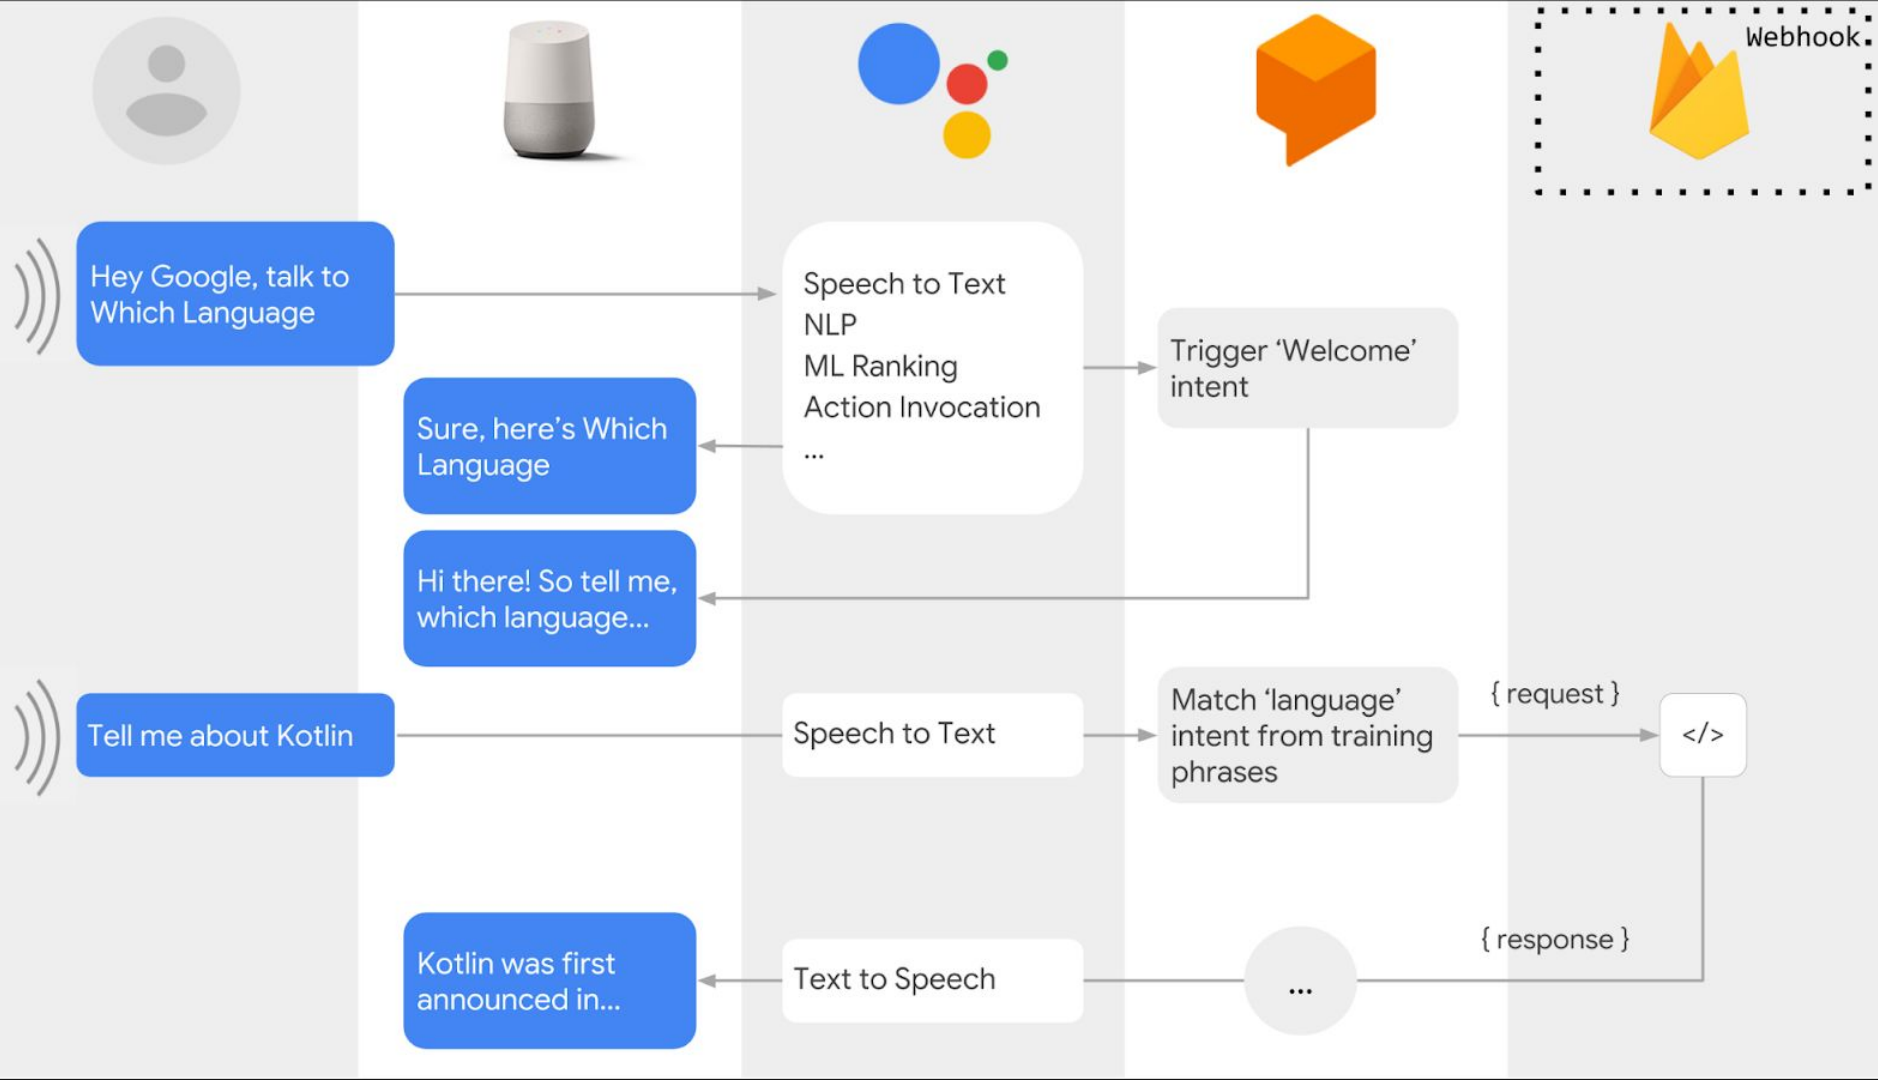 Webhook
Hey Google, talk to
Which Language
Speech to Text
NLP
ML Ranking
Action Invocation
...
Trigger ‘Welcome’
intent
Sure, here’s Which
Language
Hi there! So tell me,
which language...
Tell me about Kotlin
Speech to Text
Match ‘language’
intent from training
phrases
{ request }
</>
{ response }
...
Text to Speech
Kotlin was first
announced in...